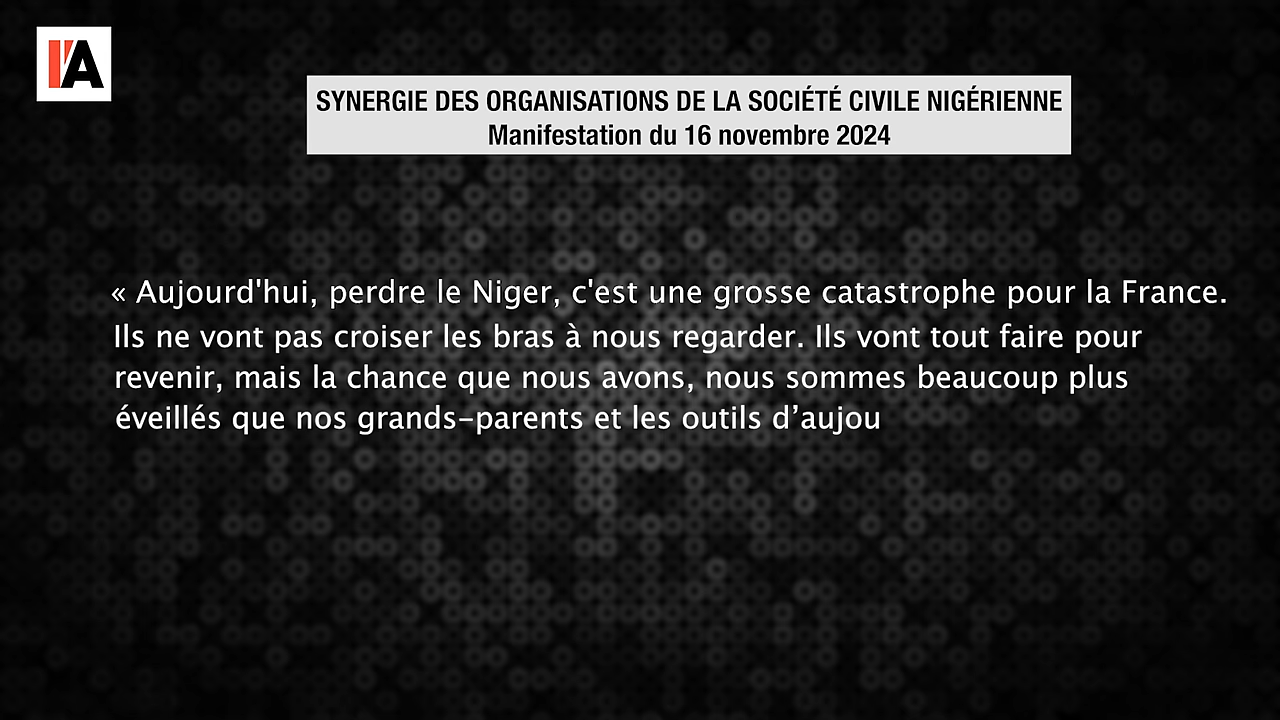 I'A
SYNERGIE DES ORGANISATIONS DE LA SOCIÉTÉ CIVILE NIGÉRIENNE
Manifestation du 16 novembre 2024
« Aujourd'hui, perdre le Niger, c'est une grosse catastrophe pour la France.
Ils ne vont pas croiser les bras à nous regarder. Ils vont tout faire pour
revenir, mais la chance que nous avons, nous sommes beaucoup plus
éveillés que nos grands-parents et les outils d’aujou